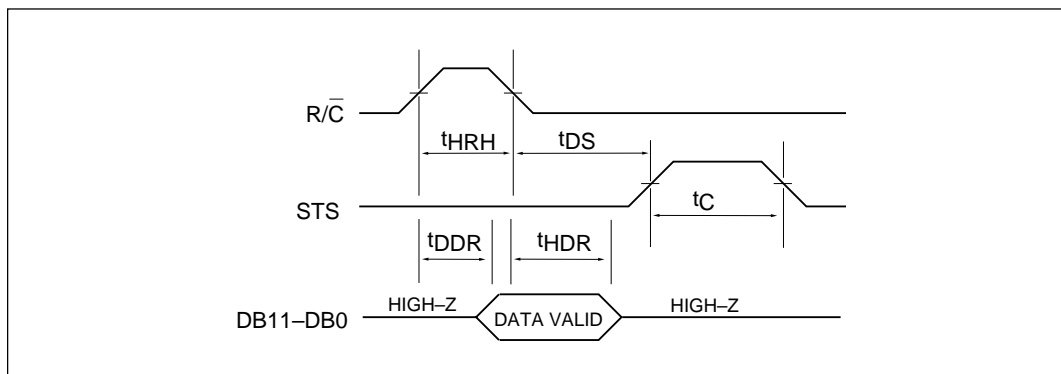 R/C̅
tHRH
tDS
STS
tC
tDDR
tHDR
DB11–DB0
HIGH–Z
DATA VALID
HIGH–Z